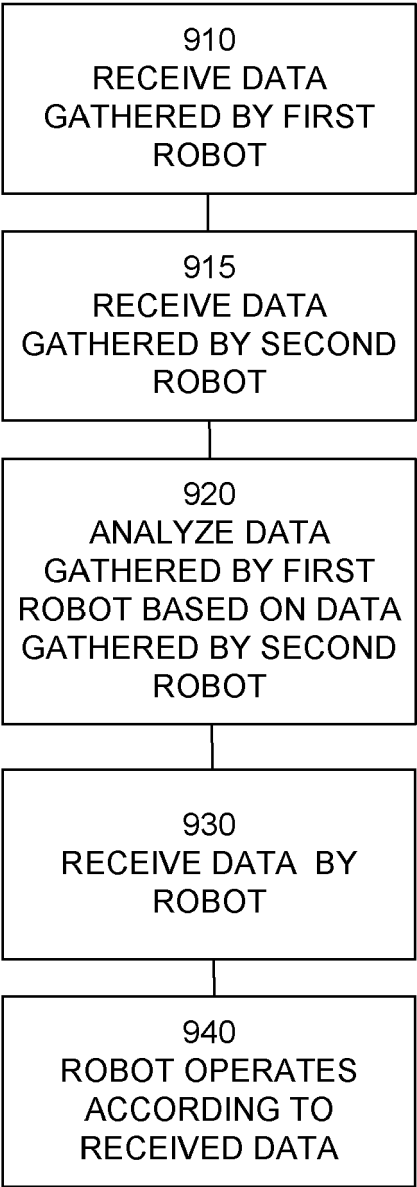 910
RECEIVE DATA
GATHERED BY FIRST
ROBOT
915
RECEIVE DATA
GATHERED BY SECOND
ROBOT
920
ANALYZE DATA
GATHERED BY FIRST
ROBOT BASED ON DATA
GATHERED BY SECOND
ROBOT
930
RECEIVE DATA BY
ROBOT
940
ROBOT OPERATES
ACCORDING TO
RECEIVED DATA